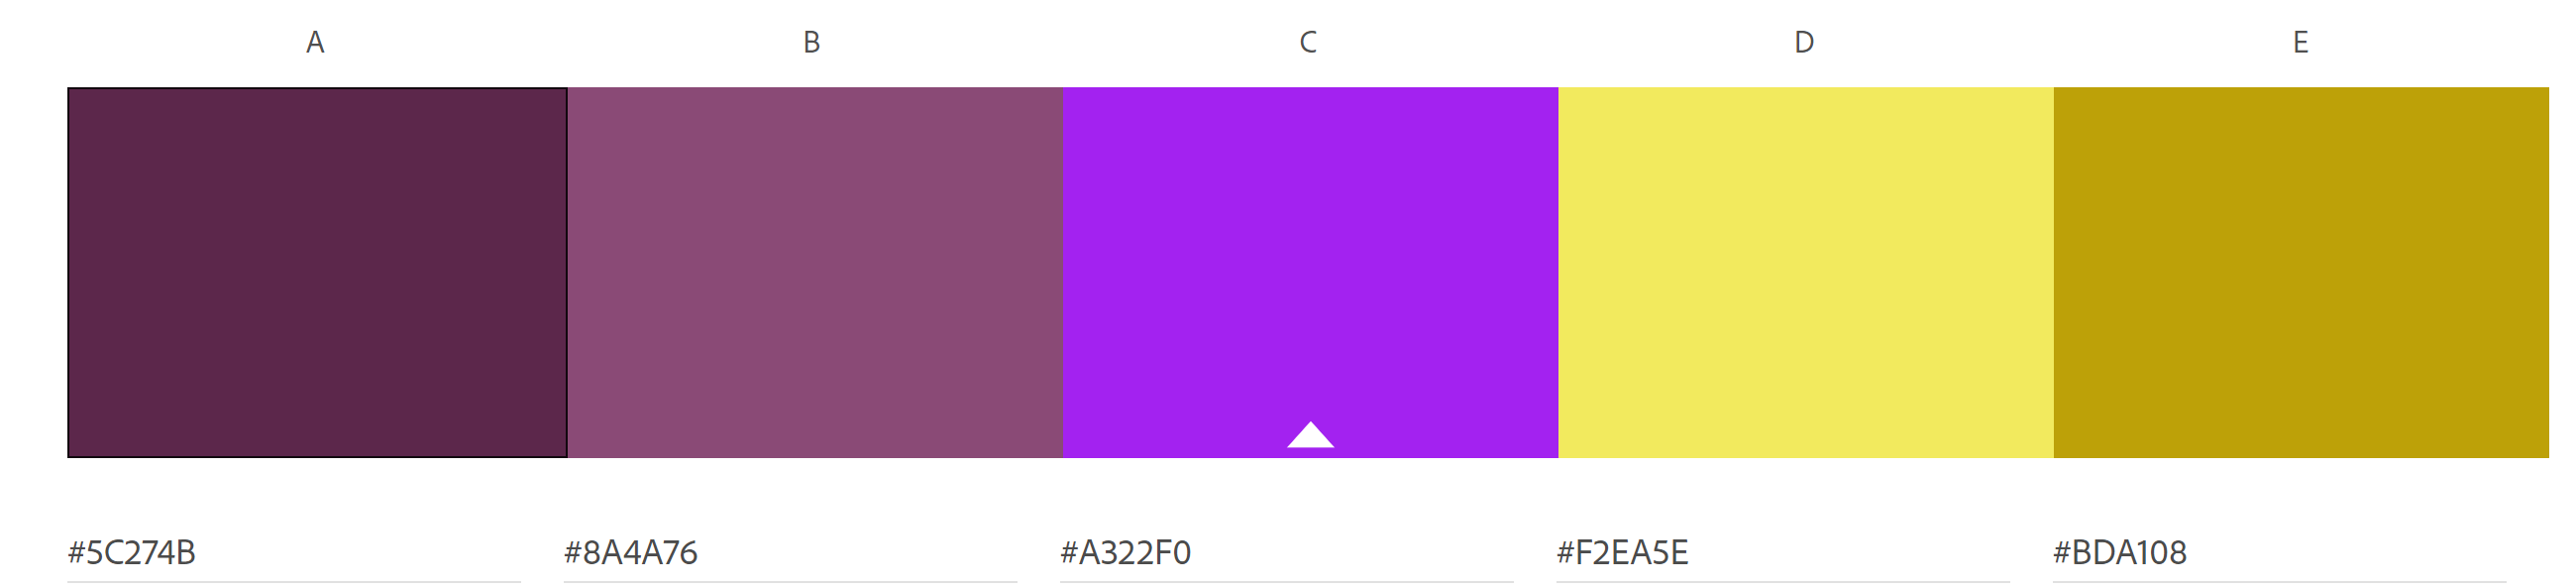 A B C D E
#5C274B #8A4A76 #A322F0 #F2EA5E #BDA108